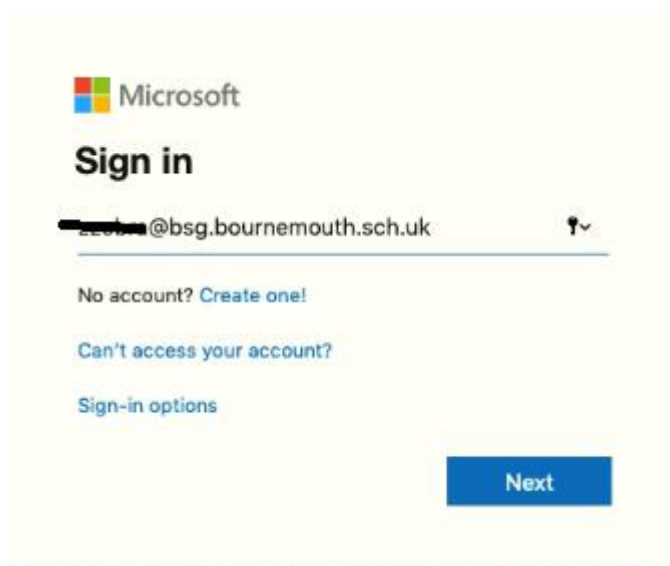 Microsoft
Sign in
@bsg.bournemouth.sch.uk
No account? Create one!
Can't access your account?
Sign-in options
Next